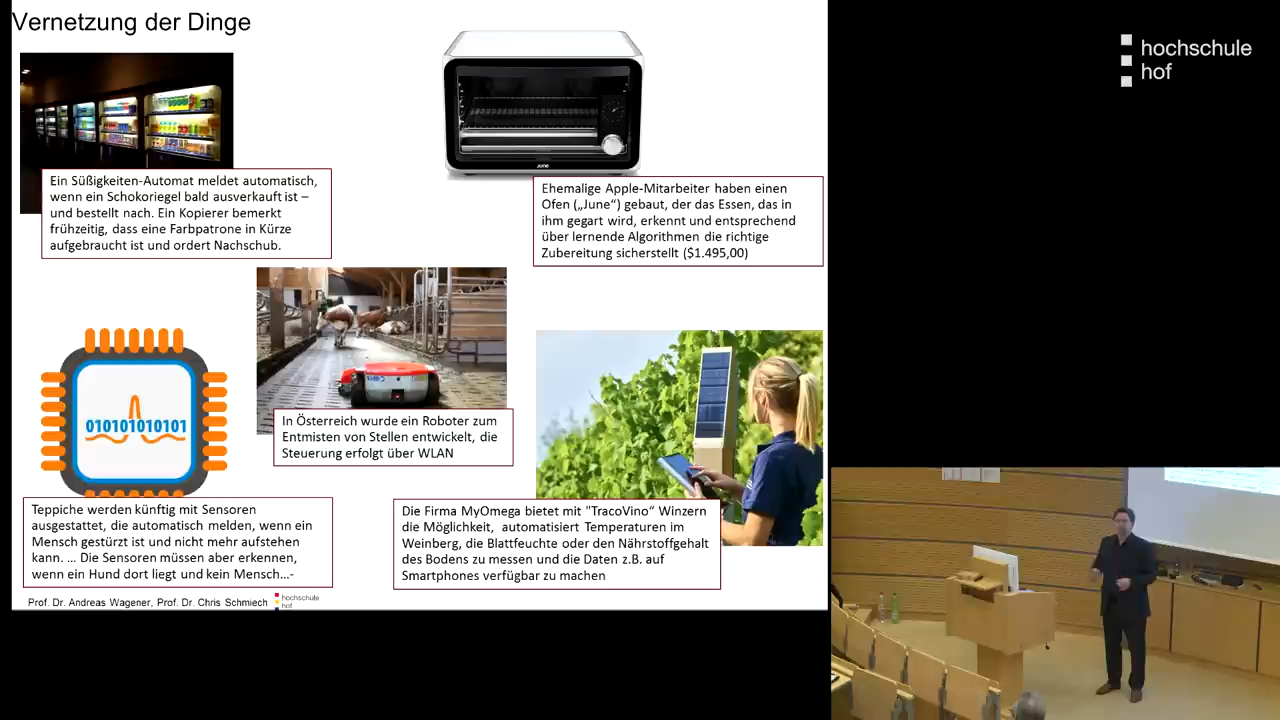 Vernetzung der Dinge
hochschule
hof
JUNE
Ein Süßigkeiten-Automat meldet automatisch,
wenn ein Schokoriegel bald ausverkauft ist –
und bestellt nach. Ein Kopierer bemerkt
frühzeitig, dass eine Farbpatrone in Kürze
aufgebraucht ist und ordert Nachschub.
Ehemalige Apple-Mitarbeiter haben einen
Ofen („June“) gebaut, der das Essen, das in
ihm gegart wird, erkennt und entsprechend
über lernende Algorithmen die richtige
Zubereitung sicherstellt ($1.495,00)
In Österreich wurde ein Roboter zum
Entmisten von Stellen entwickelt, die
Steuerung erfolgt über WLAN
010101010101
Teppiche werden künftig mit Sensoren
ausgestattet, die automatisch melden, wenn ein
Mensch gestürzt ist und nicht mehr aufstehen
kann. … Die Sensoren müssen aber erkennen,
wenn ein Hund dort liegt und kein Mensch…-
Die Firma MyOmega bietet mit "TracoVino“ Winzern
die Möglichkeit, automatisiert Temperaturen im
Weinberg, die Blattfeuchte oder den Nährstoffgehalt
des Bodens zu messen und die Daten z.B. auf
Smartphones verfügbar zu machen
Prof. Dr. Andreas Wagener, Prof. Dr. Chris Schmiech
hochschule
hof